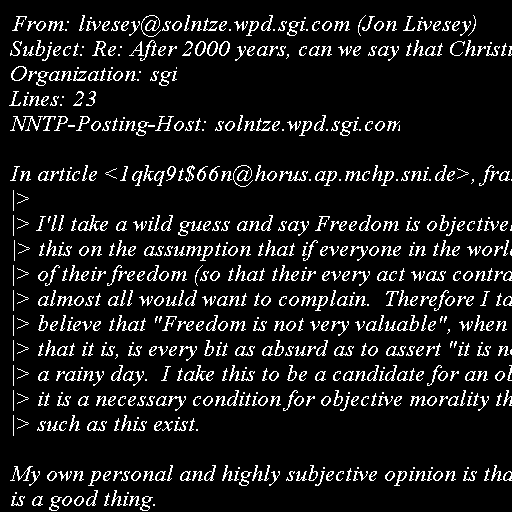 From: livesey@solntze.wpd.sgi.com (Jon Livesey)
Subject: Re: After 2000 years, can we say that Christi
Organization: sgi
Lines: 23
NNTP-Posting-Host: solntze.wpd.sgi.com

In article <1qkq9t$66n@horus.ap.mchp.sni.de>, fra
|>
|> I'll take a wild guess and say Freedom is objective
|> this on the assumption that if everyone in the worl
|> of their freedom (so that their every act was contra
|> almost all would want to complain.  Therefore I ta
|> believe that "Freedom is not very valuable", when
|> that it is, is every bit as absurd as to assert "it is n
|> a rainy day.  I take this to be a candidate for an ob
|> it is a necessary condition for objective morality th
|> such as this exist.

My own personal and highly subjective opinion is tha
is a good thing.